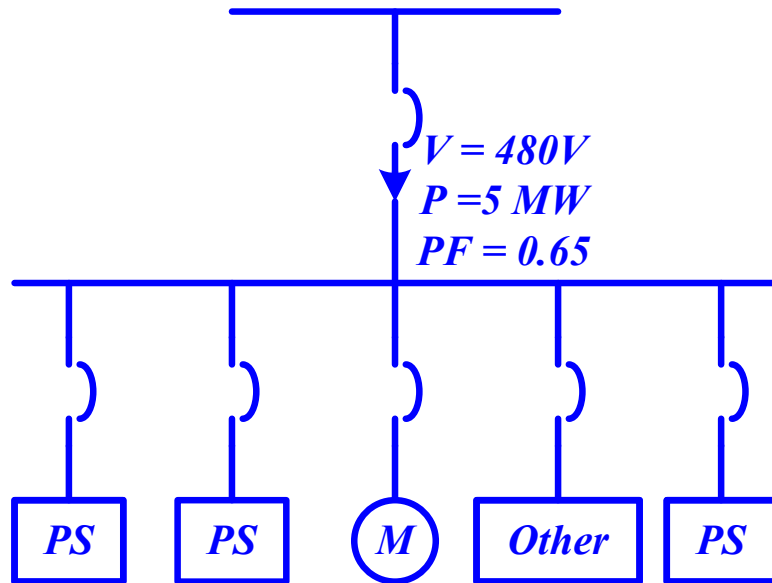 V = 480V
P =5 MW
PF = 0.65
PS
PS
M
Other
PS